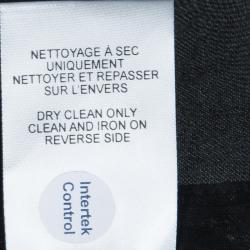 NETTOYAGE À SEC
UNIQUEMENT
NETTOYER ET REPASSER
SUR L'ENVERS
DRY CLEAN ONLY
CLEAN AND IRON ON
REVERSE SIDE
Intertek
Control